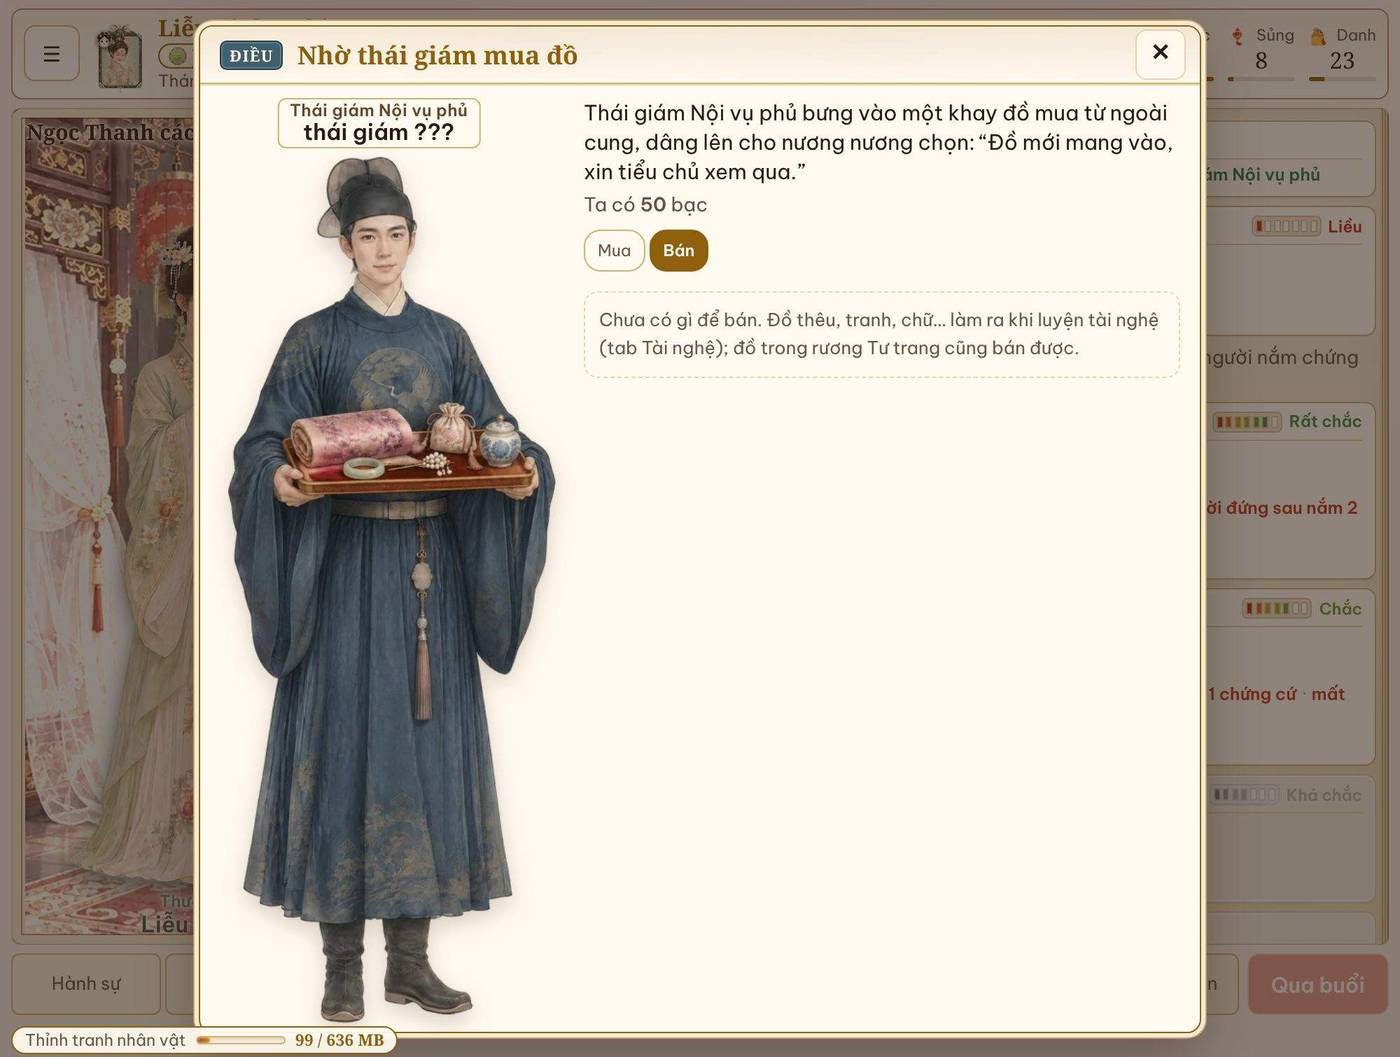 ☰
Liễu
Thán
Ngọc Thanh các
ĐIỀU
Nhờ thái giám mua đồ
✕
Sủng
8
Danh
23
Thái giám Nội vụ phủ
thái giám ???
Thái giám Nội vụ phủ bưng vào một khay đồ mua từ ngoài
cung, dâng lên cho nương nương chọn: “Đồ mới mang vào,
xin tiểu chủ xem qua.”
Ta có 50 bạc
Mua
Bán
Chưa có gì để bán. Đồ thêu, tranh, chữ... làm ra khi luyện tài nghệ
(tab Tài nghệ); đồ trong rương Tư trang cũng bán được.
ám Nội vụ phủ
Liều
người nắm chứng
Rất chắc
ời đứng sau nắm 2
Chắc
1 chứng cứ · mất
Khá chắc
Thư
Liễu
Hành sự
n
Qua buổi
Thỉnh tranh nhân vật
99 / 636 MB